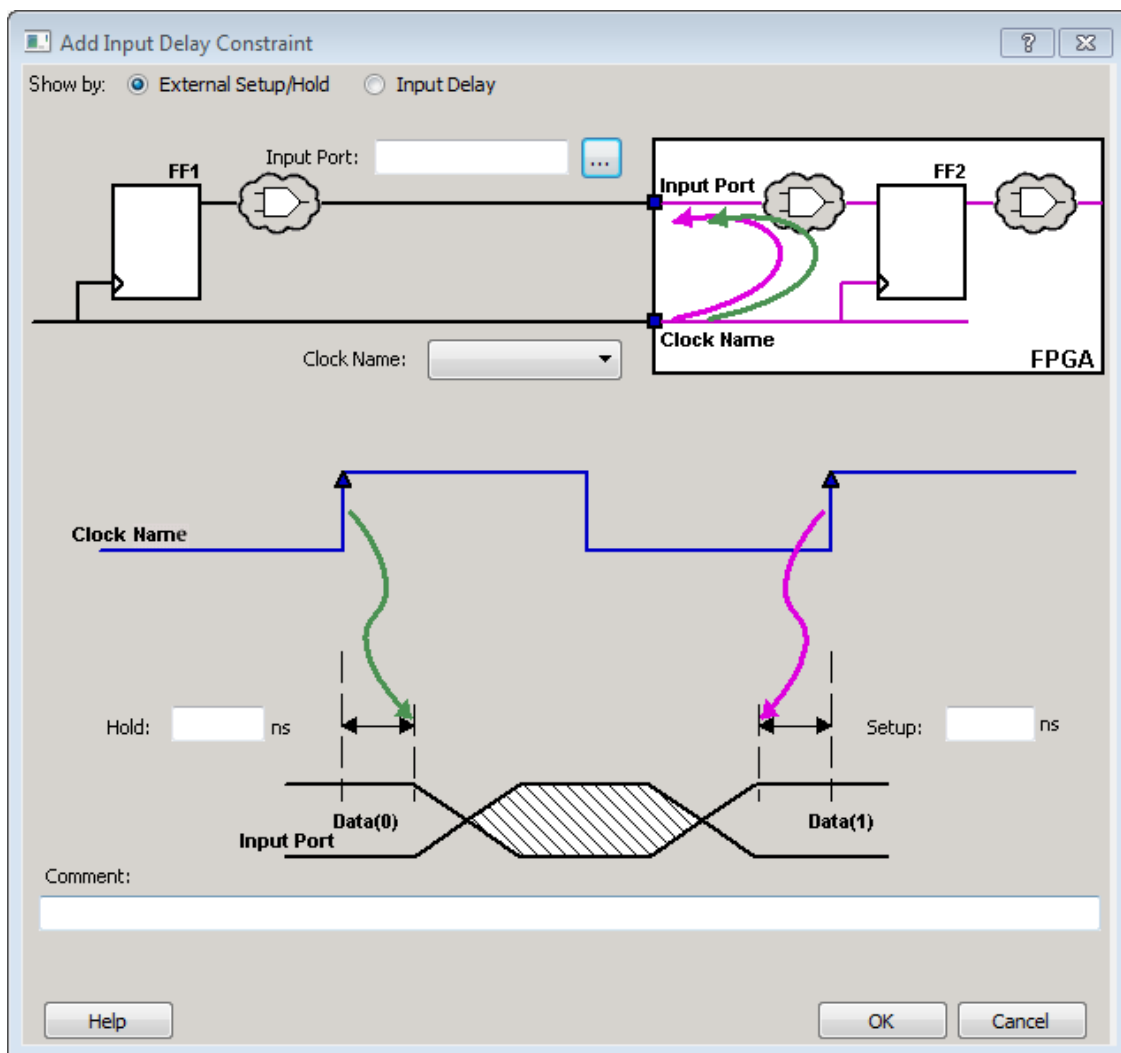 Add Input Delay Constraint
Show by: External Setup/Hold Input Delay
Input Port: ...
FF1
Input Port
FF2
Clock Name
Clock Name:
FPGA
Clock Name
Hold: ns
Setup: ns
Data(0)
Data(1)
Input Port
Comment:
Help OK Cancel